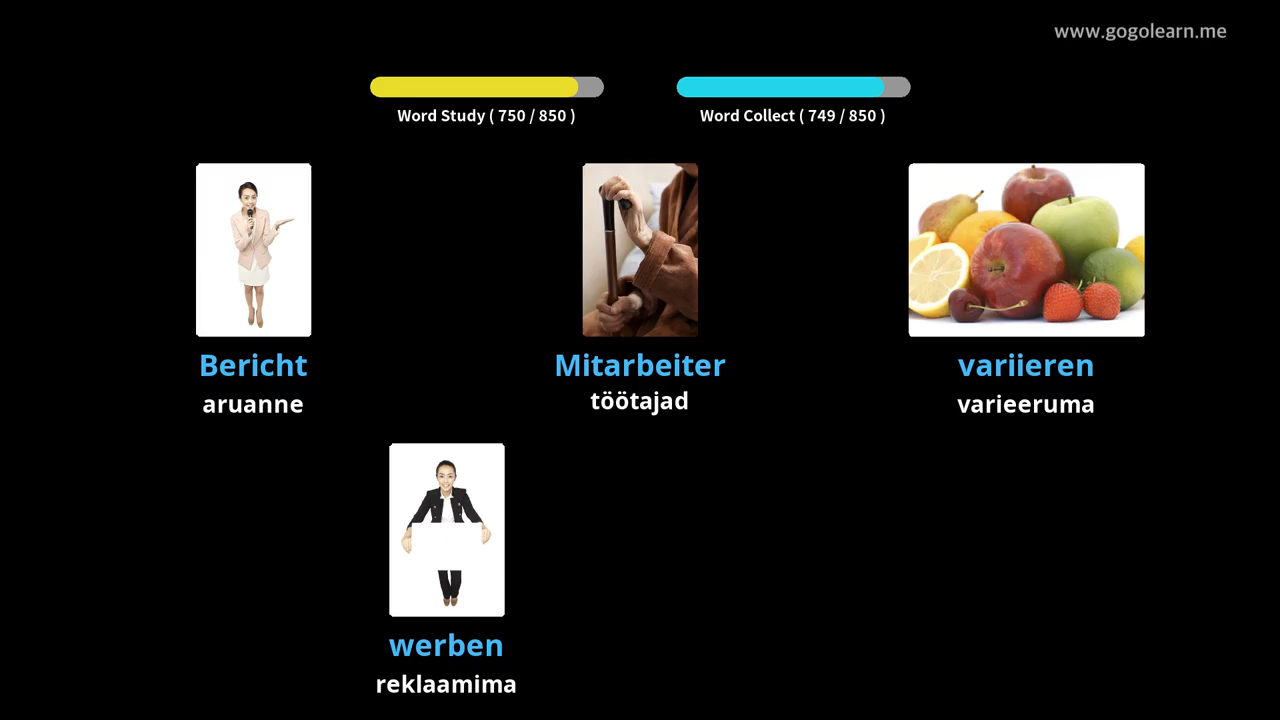 www.gogolearn.me
Word Study ( 750 / 850 )
Word Collect ( 749 / 850 )
Bericht
aruanne
Mitarbeiter
töötajad
variieren
varieeruma
werben
reklaamima